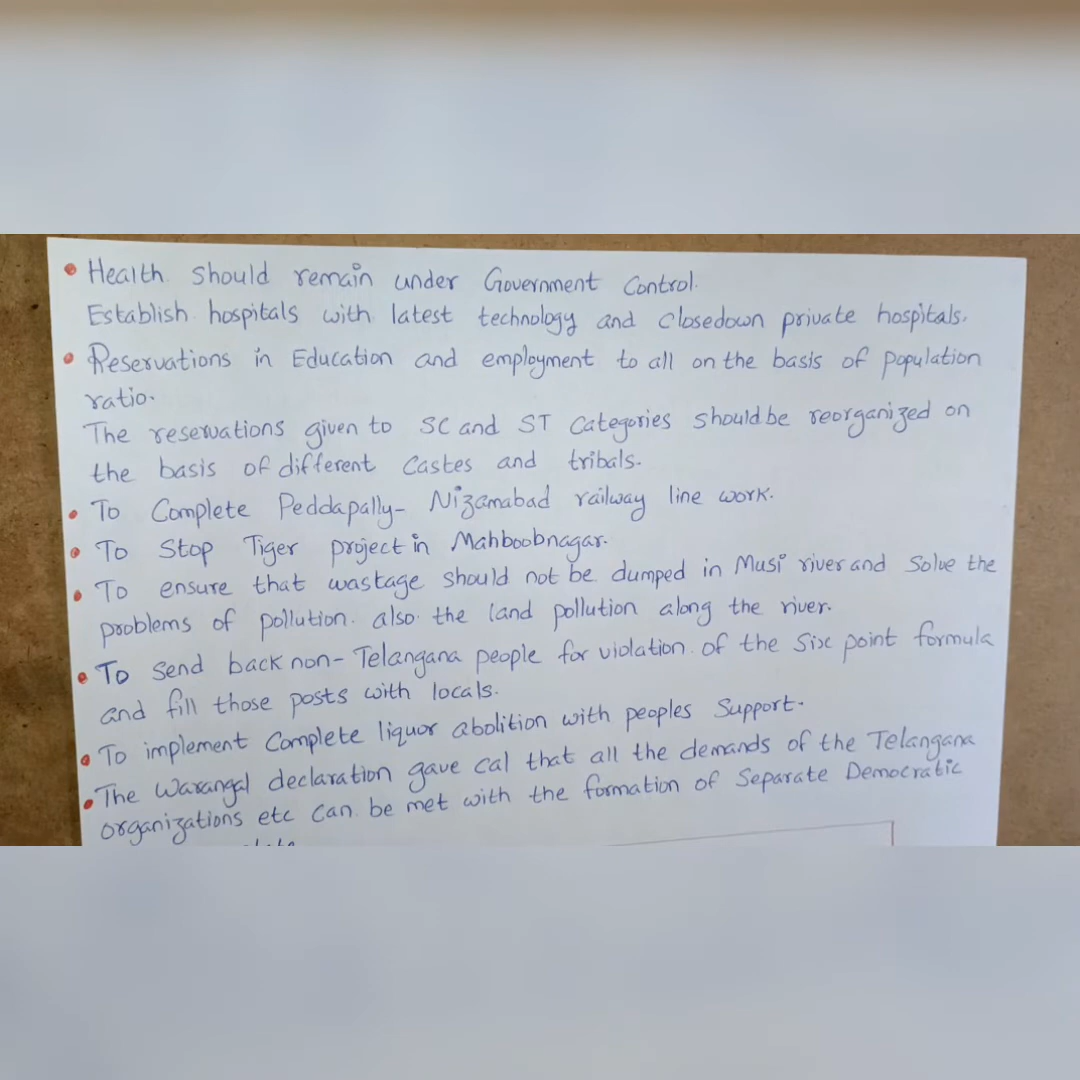 Health should remain under Government Control.
Establish hospitals with latest technology and closedown private hospitals.
Reservations in Education and employment to all on the basis of population
ratio.
The reservations given to SC and ST Categories should be reorganized on
the basis of different Castes and tribals.
To Complete Peddapally- Nizamabad railway line work.
To Stop Tiger project in Mahboobnagar.
To ensure that wastage should not be dumped in Musi river and solve the
problems of pollution. also the land pollution along the river.
To send back non-Telangana people for violation of the Six point formula
and fill those posts with locals.
To implement Complete liquor abolition with peoples Support.
The Warangal declaration gave cal that all the demands of the Telangana
organizations etc can be met with the formation of Separate Democratic